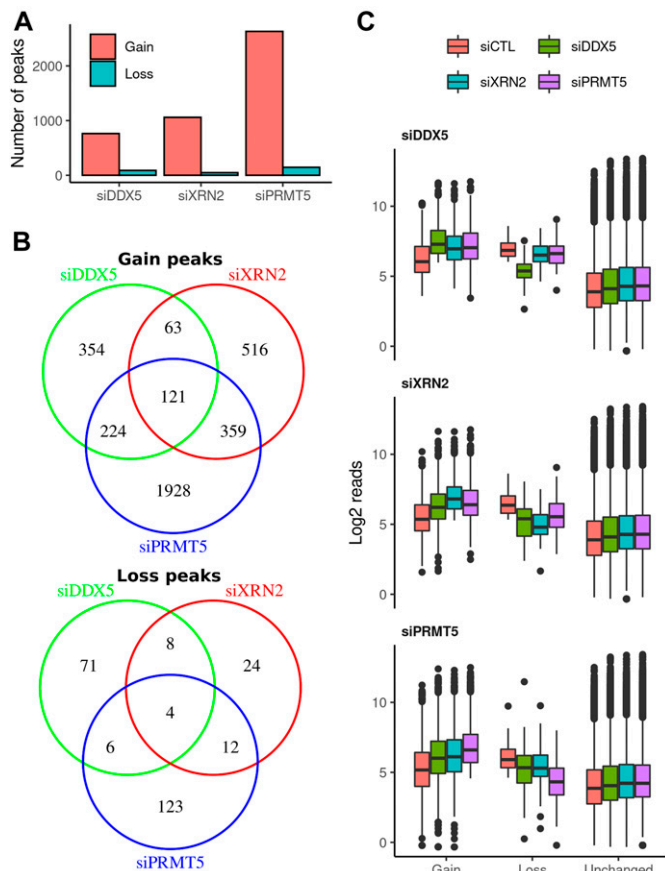 A
Number of peaks
2000
1000
0
Gain
Loss
siDDX5 siXRN2 siPRMT5
B
Gain peaks
siDDX5 siXRN2
63
354 516
121
224 359
1928
siPRMT5
Loss peaks
siDDX5 siXRN2
8
71 24
4
6 12
123
siPRMT5
C
siCTL siDDX5
siXRN2 siPRMT5
Log2 reads
siDDX5
10
5
0
siXRN2
10
5
0
siPRMT5
10
5
0
Gain Loss Unchanged